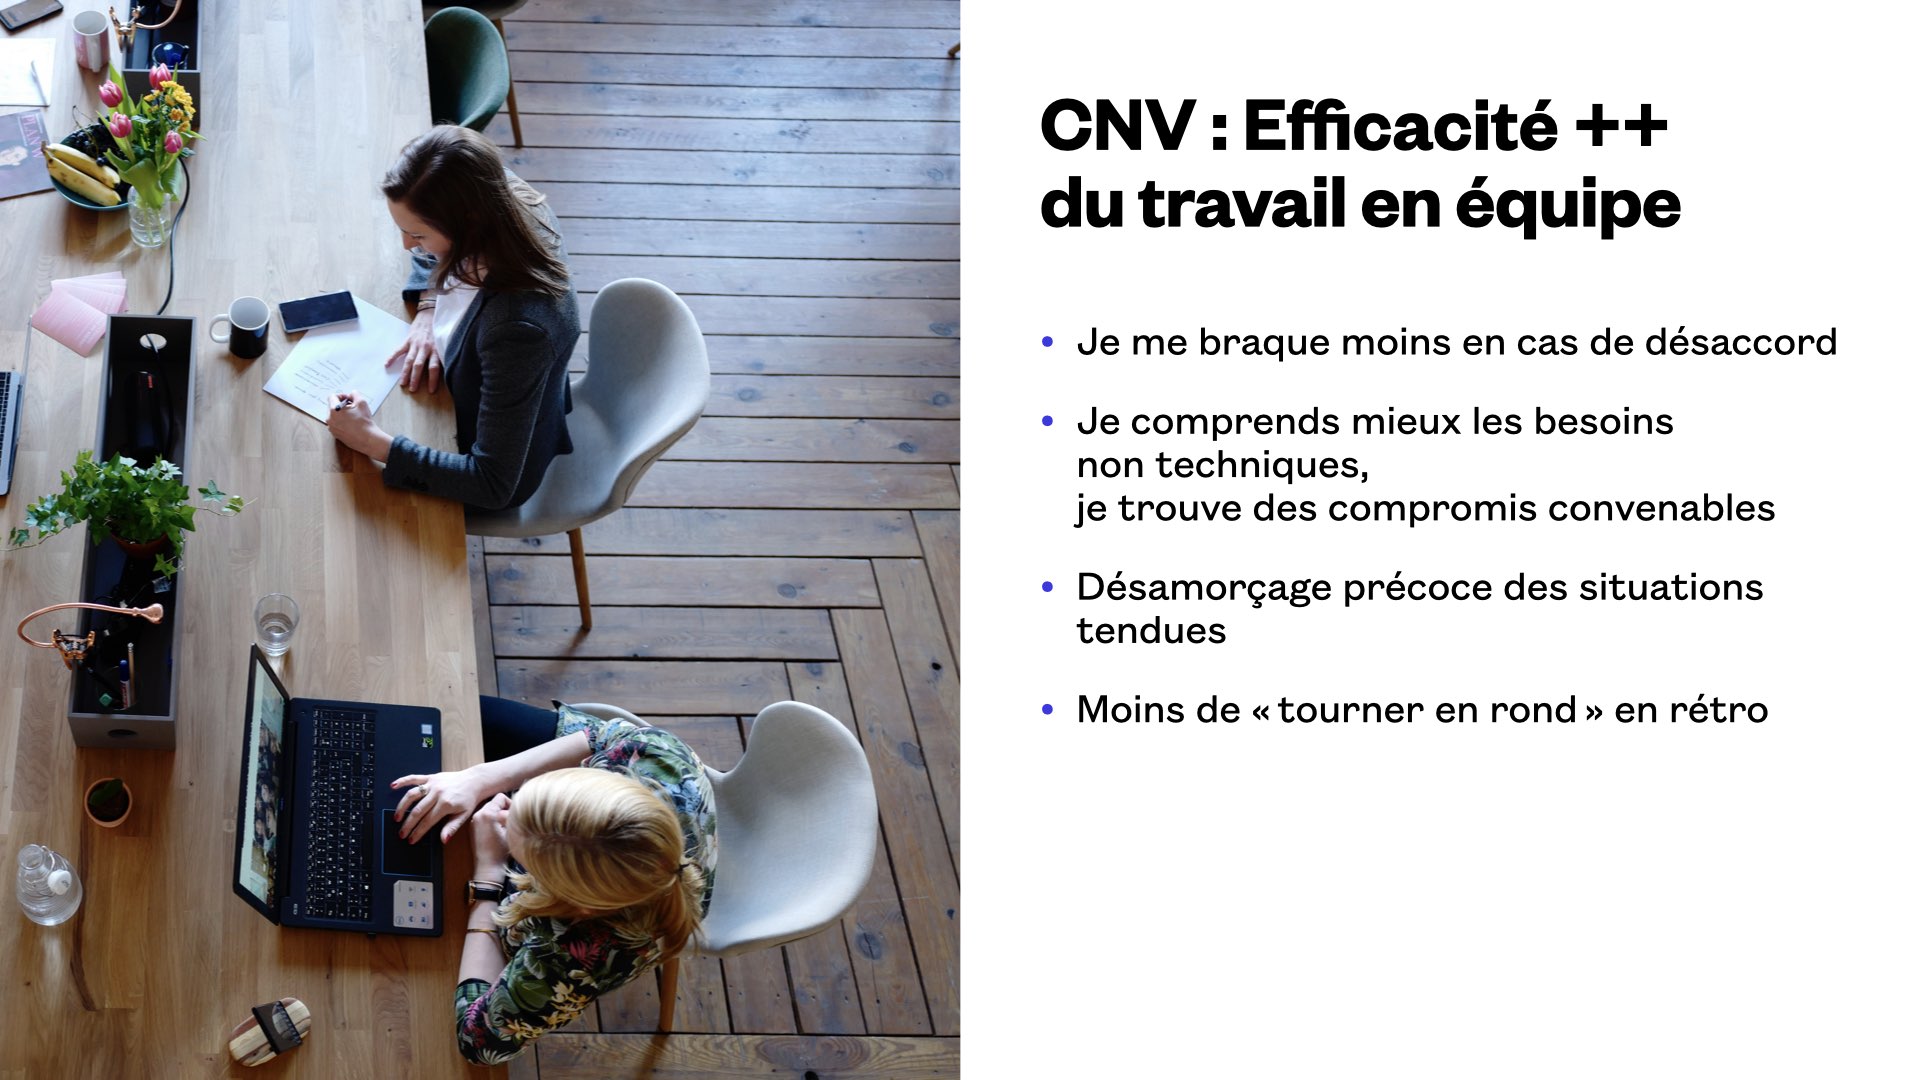 CNV : Efficacité ++
du travail en équipe
• Je me braque moins en cas de désaccord
• Je comprends mieux les besoins
non techniques,
je trouve des compromis convenables
• Désamorçage précoce des situations
tendues
• Moins de « tourner en rond » en rétro